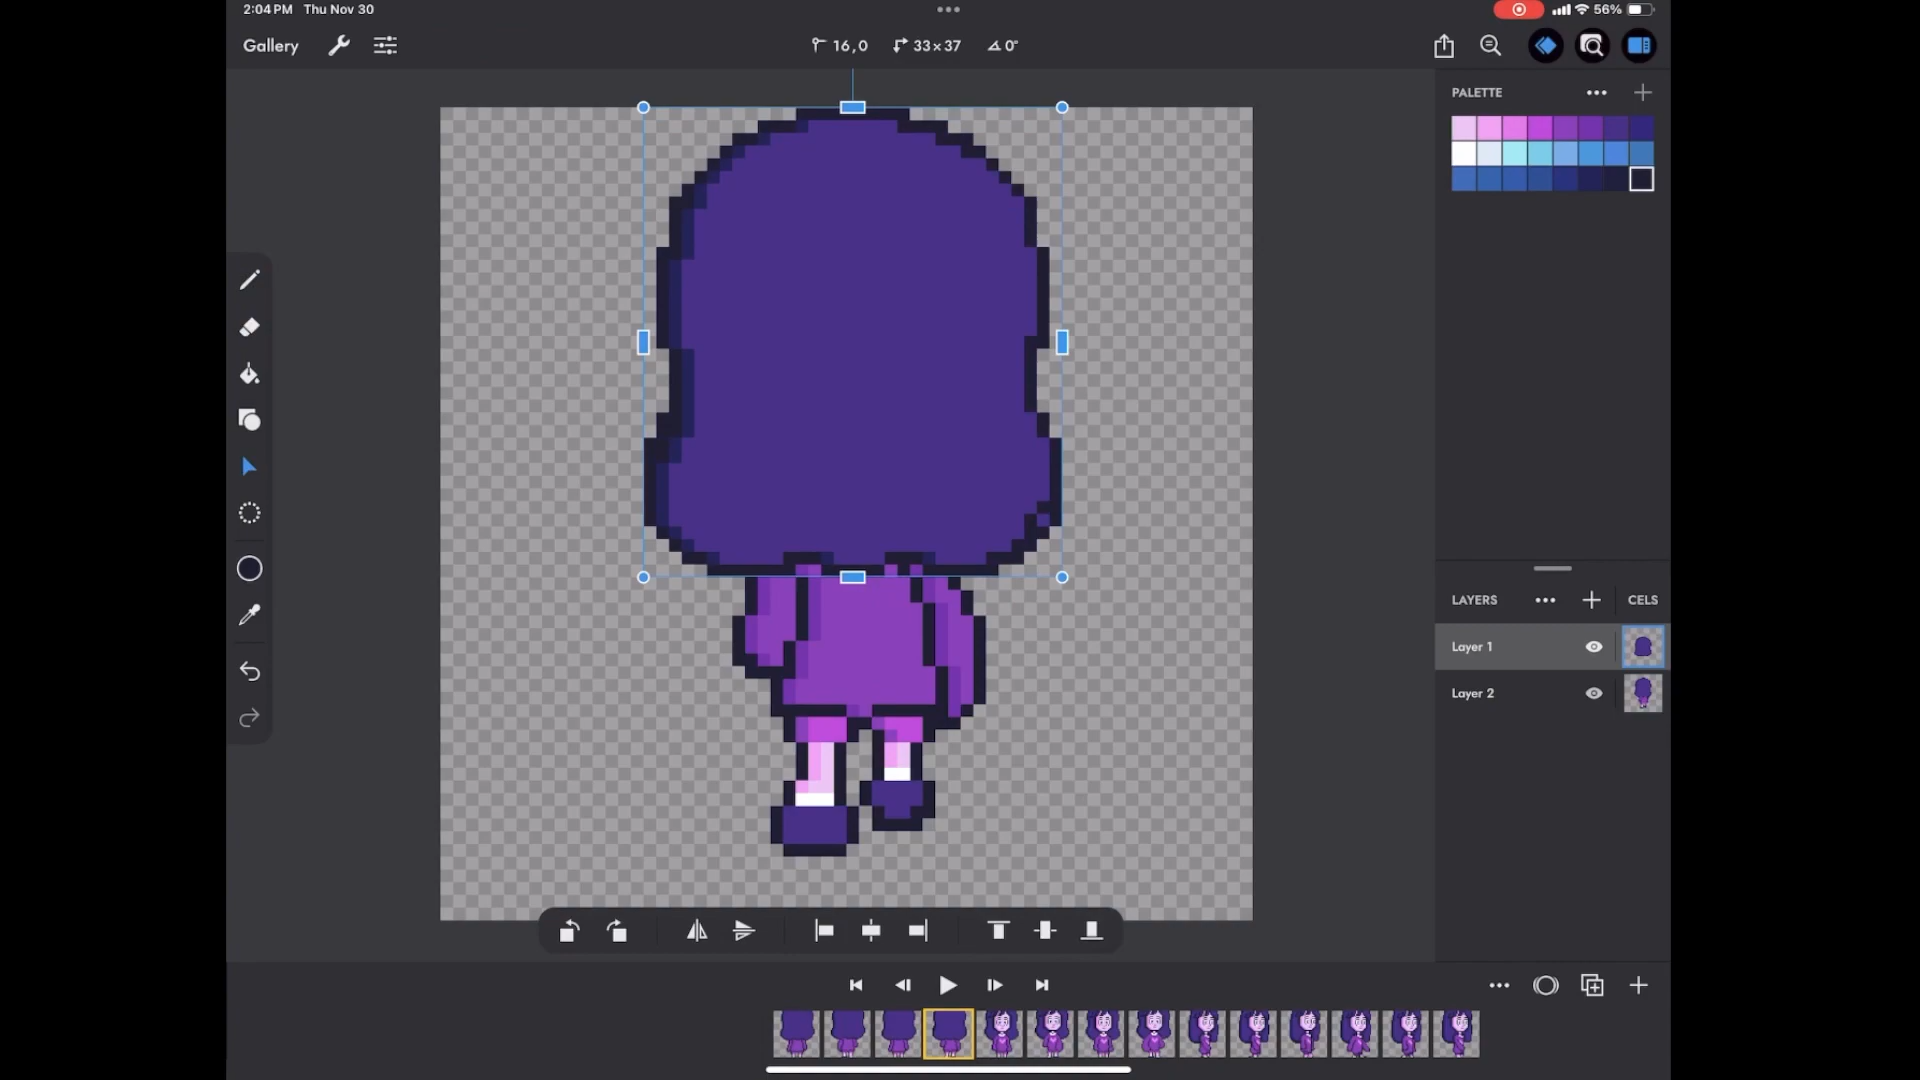 2:04 PM Thu Nov 30
56%
Gallery
16,0
33×37
0°
PALETTE
LAYERS
CELS
Layer 1
Layer 2